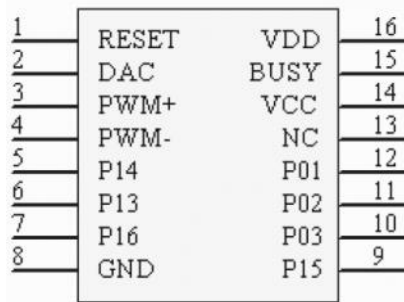 1 RESET VDD 16
2 DAC BUSY 15
3 PWM+ VCC 14
4 PWM- NC 13
5 P14 P01 12
6 P13 P02 11
7 P16 P03 10
8 GND P15 9